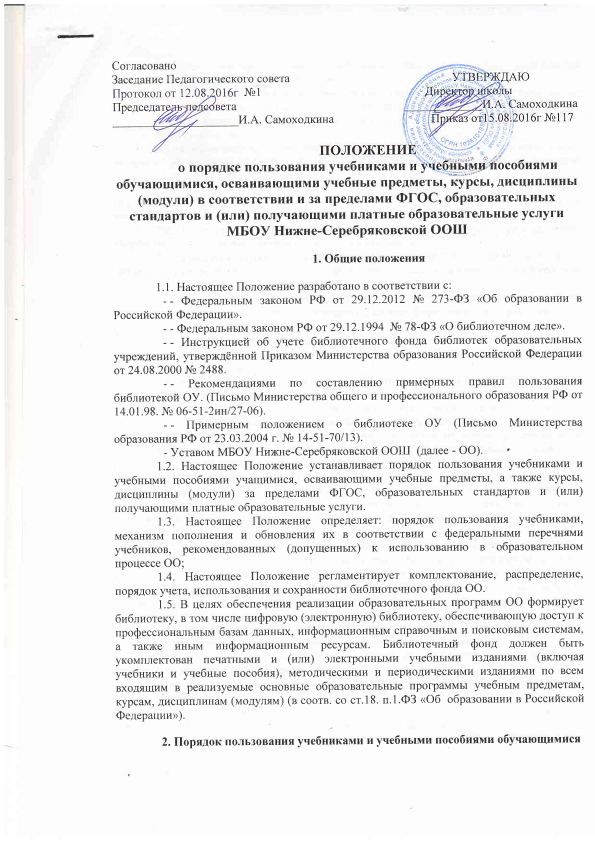 Согласовано
Заседание Педагогического совета УТВЕРЖДАЮ
Протокол от 12.08.2016г №1 Директор школы
Председатель педсовета И.А. Самоходкина
И.А. Самоходкина Приказ от15.08.2016г №117
ПОЛОЖЕНИЕ
о порядке пользования учебниками и учебными пособиями
обучающимися, осваивающими учебные предметы, курсы, дисциплины
(модули) в соответствии и за пределами ФГОС, образовательных
стандартов и (или) получающими платные образовательные услуги
МБОУ Нижне-Серебряковской ООШ
1. Общие положения
1.1. Настоящее Положение разработано в соответствии с:
- - Федеральным законом РФ от 29.12.2012 № 273-ФЗ «Об образовании в
Российской Федерации».
- - Федеральным законом РФ от 29.12.1994 № 78-ФЗ «О библиотечном деле».
- - Инструкцией об учете библиотечного фонда библиотек образовательных
учреждений, утверждённой Приказом Министерства образования Российской Федерации
от 24.08.2000 № 2488.
- - Рекомендациями по составлению примерных правил пользования
библиотекой ОУ. (Письмо Министерства общего и профессионального образования РФ от
14.01.98. № 06-51-2ин/27-06).
- - Примерным положением о библиотеке ОУ (Письмо Министерства
образования РФ от 23.03.2004 г. № 14-51-70/13).
- Уставом МБОУ Нижне-Серебряковской ООШ (далее - ОО).
1.2. Настоящее Положение устанавливает порядок пользования учебниками и
учебными пособиями учащимися, осваивающими учебные предметы, а также курсы,
дисциплины (модули) за пределами ФГОС, образовательных стандартов и (или)
получающими платные образовательные услуги.
1.3. Настоящее Положение определяет: порядок пользования учебниками,
механизм пополнения и обновления их в соответствии с федеральными перечнями
учебников, рекомендованных (допущенных) к использованию в образовательном
процессе ОО;
1.4. Настоящее Положение регламентирует комплектование, распределение,
порядок учета, использования и сохранности библиотечного фонда ОО.
1.5. В целях обеспечения реализации образовательных программ ОО формирует
библиотеку, в том числе цифровую (электронную) библиотеку, обеспечивающую доступ к
профессиональным базам данных, информационным справочным и поисковым системам,
а также иным информационным ресурсам. Библиотечный фонд должен быть
укомплектован печатными и (или) электронными учебными изданиями (включая
учебники и учебные пособия), методическими и периодическими изданиями по всем
входящим в реализуемые основные образовательные программы учебным предметам,
курсам, дисциплинам (модулям) (в соотв. со ст.18. п.1.ФЗ «Об образовании в Российской
Федерации»).
2. Порядок пользования учебниками и учебными пособиями обучающимися